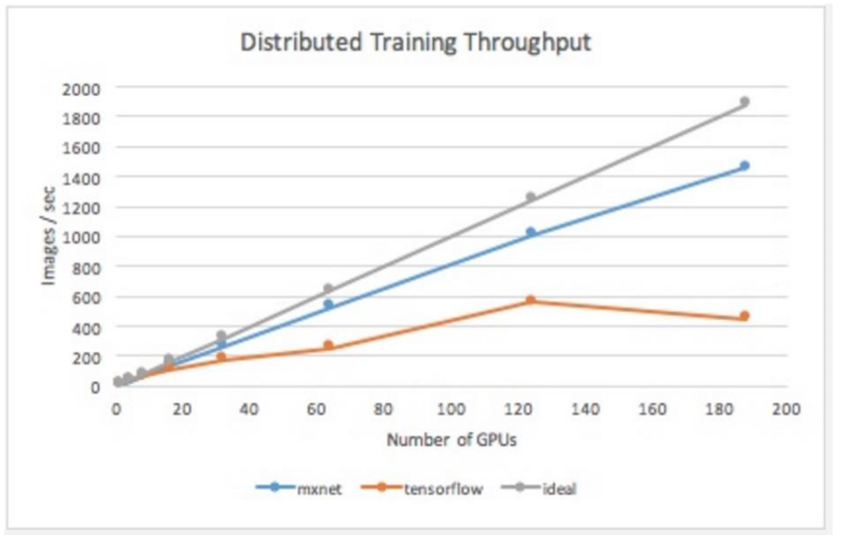 Distributed Training Throughput
2000
1800
1600
1400
1200
1000
800
600
400
200
0
Images / sec
0 20 40 60 80 100 120 140 160 180 200
Number of GPUs
mxnet tensorflow ideal